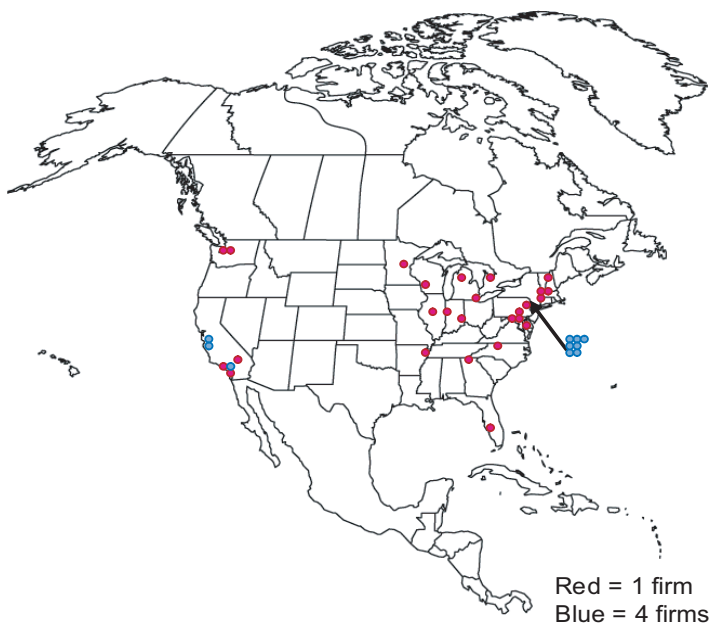 Red = 1 firm
Blue = 4 firms